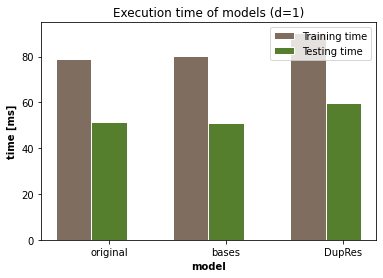 Execution time of models (d=1)
Training time
Testing time
time [ms]
80
60
40
20
0
original bases DupRes
model